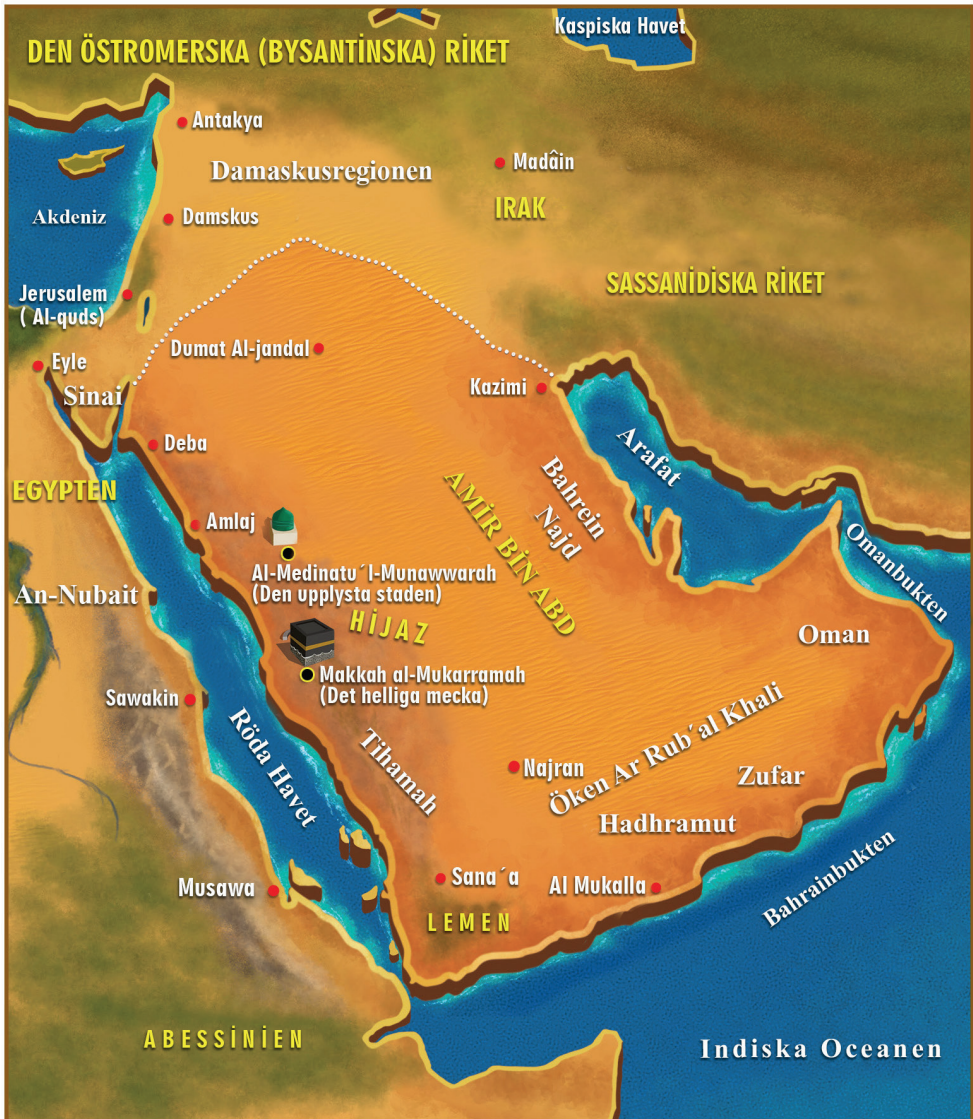 Kaspiska Havet
DEN ÖSTROMERSKA (BYSANTİNSKA) RİKET
Antakya
Madâin
Damaskusregionen
IRAK
Akdeniz
Damskus
SASSANİDİSKA RİKET
Jerusalem
( Al-quds)
Dumat Al-jandal
Eyle
Kazimi
Sinai
Deba
Arafat
Bahrein
Najd
EGYPTEN
AMİR BİN ABD
Amlaj
Omanbukten
Al-Medinatu´l-Munawwarah
(Den upplysta staden)
An-Nubait
HİJAZ
Oman
Makkah al-Mukarramah
(Det helliga mecka)
Sawakin
Röda Havet
Tihamah
Najran
Öken Ar Rub´al Khali
Zufar
Hadhramut
Musawa
Sana´a
Al Mukalla
Bahrainbukten
LEMEN
ABESSİNİEN
Indiska Oceanen